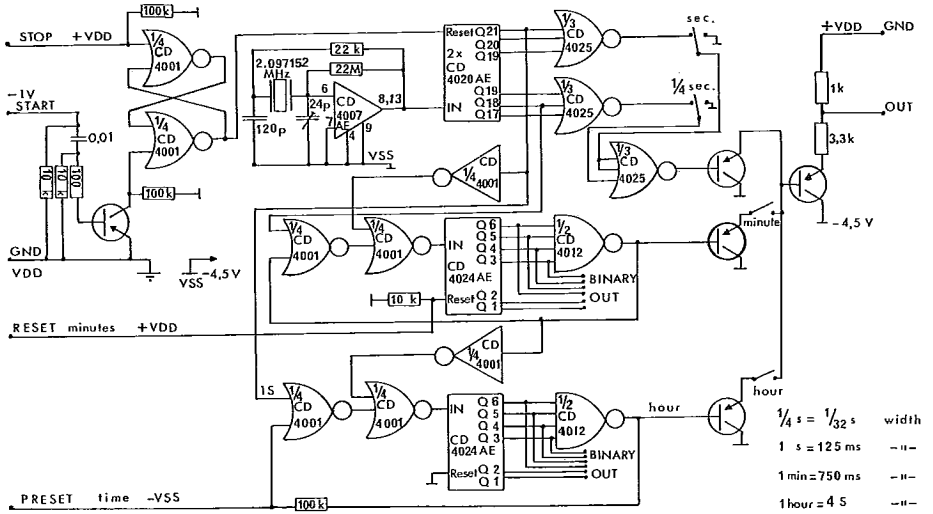 100k
STOP +VDD
1/4 CD 4001
-1V
START
0,01
1/4 CD 4001
10k
10k
100
100k
GND
VDD
VSS -4,5V
22 k
22M
2.097152 MHz
6
8,13
24p
CD 4007 AE
7
4
9
120p
VSS
Reset Q21
2x Q20
CD Q19
4020 AE
Q19
IN Q18
Q17
1/3 CD 4025
1/3 CD 4025
sec.
1/4 sec.
1/3 CD 4025
+VDD GND
1k
OUT
3,3k
-4,5 V
1/4 CD 4001
1/4 CD 4001
1/4 CD 4001
IN
Q 6
Q 5
Q 4
Q 3
CD 4024 AE
Reset
Q 2
Q 1
1/2 CD 4012
BINARY
OUT
minute
10 k
RESET minutes +VDD
1/4 CD 4001
1S
1/4 CD 4001
1/4 CD 4001
IN
Q 6
Q 5
Q 4
Q 3
CD 4024 AE
Reset
Q 2
Q 1
1/2 CD 4012
hour
BINARY
OUT
hour
PRESET time -VSS
100k
1/4 s = 1/32 s width
1 s = 125 ms -"-
1 min = 750 ms -"-
1 hour = 4 S -"-